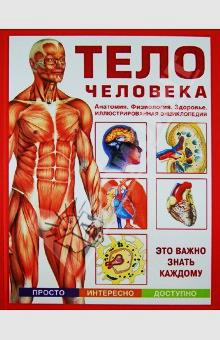 ТЕЛО
ЧЕЛОВЕКА
Анатомия. Физиология. Здоровье.
ИЛЛЮСТРИРОВАННАЯ ЭНЦИКЛОПЕДИЯ
ЭТО ВАЖНО
ЗНАТЬ
КАЖДОМУ
ПРОСТО ИНТЕРЕСНО ДОСТУПНО